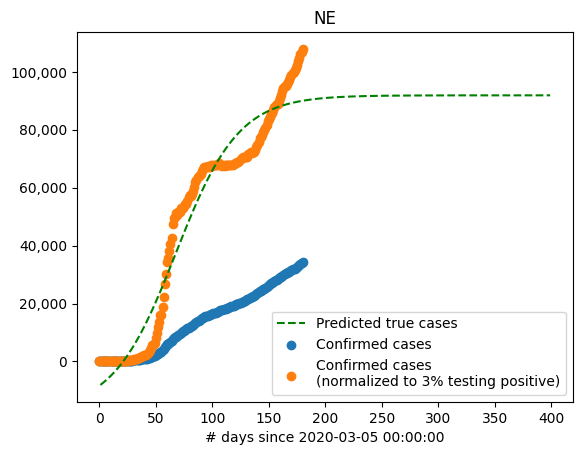 NE
100,000
80,000
60,000
40,000
20,000
0
Predicted true cases
Confirmed cases
Confirmed cases
(normalized to 3% testing positive)
0 50 100 150 200 250 300 350 400
# days since 2020-03-05 00:00:00